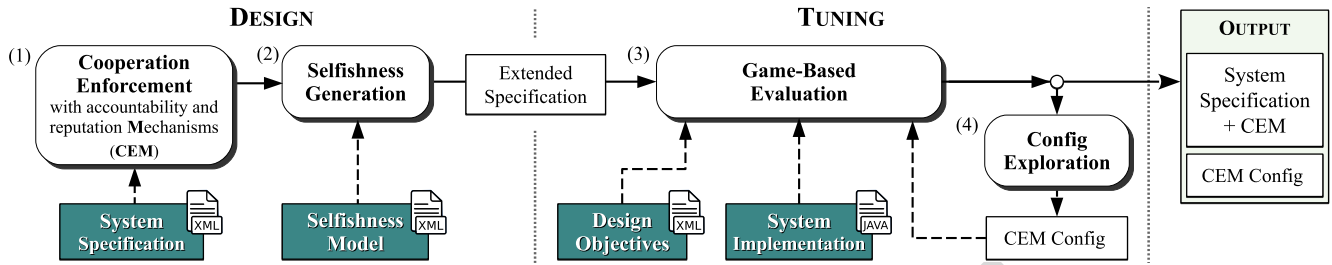 DESIGN
TUNING
(1)
Cooperation
Enforcement
with accountability and
reputation Mechanisms
(CEM)
System
Specification
XML
(2)
Selfishness
Generation
Selfishness
Model
XML
Extended
Specification
(3)
Game-Based
Evaluation
Design
Objectives
XML
System
Implementation
JAVA
(4)
Config
Exploration
CEM Config
OUTPUT
System
Specification
+ CEM
CEM Config